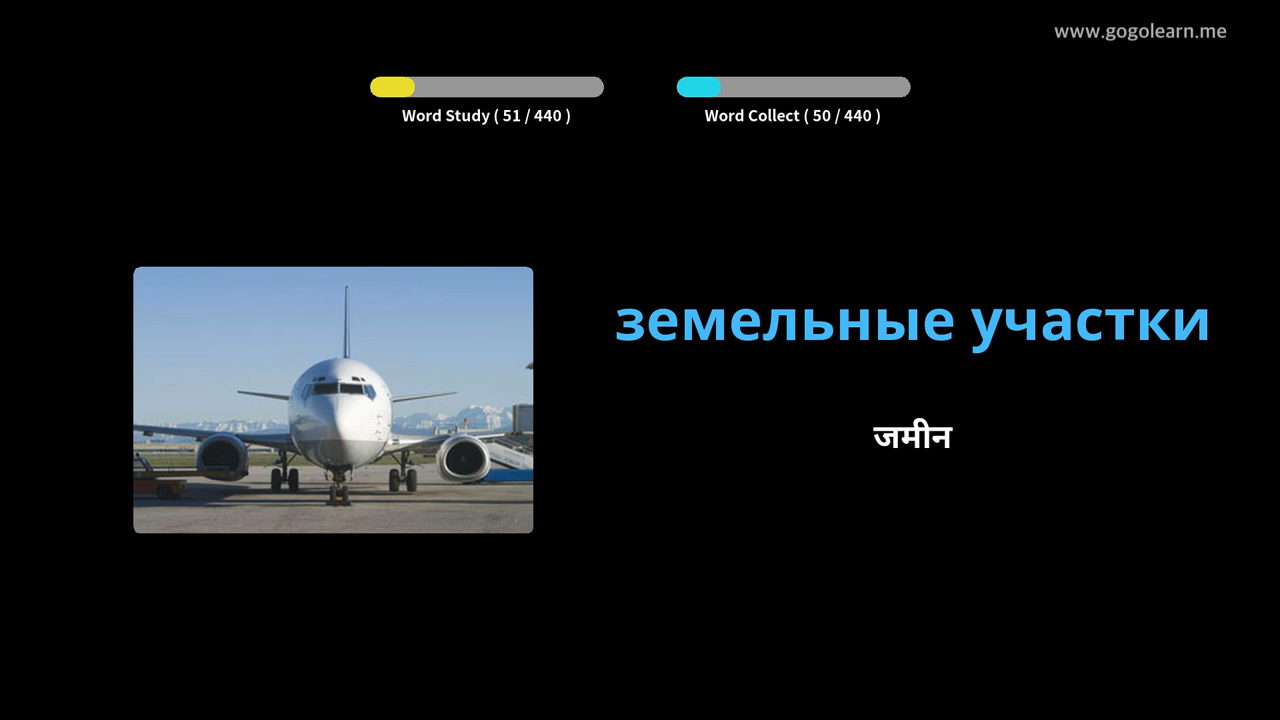 www.gogolearn.me
Word Study ( 51 / 440 )
Word Collect ( 50 / 440 )
земельные участки
जमीन